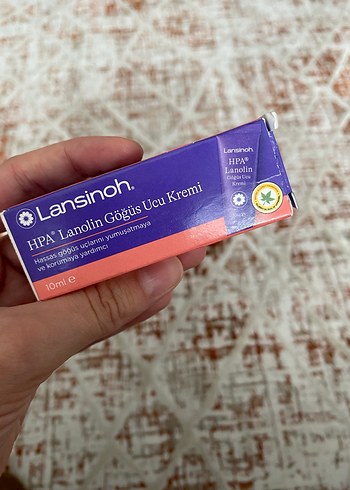 Lansinoh®
HPA® Lanolin Göğüs Ucu Kremi
Hassas göğüs uçlarını yumuşatmaya
ve korumaya yardımcı
10ml e
Lansinoh
HPA®
Lanolin
Göğüs Ucu
Kremi